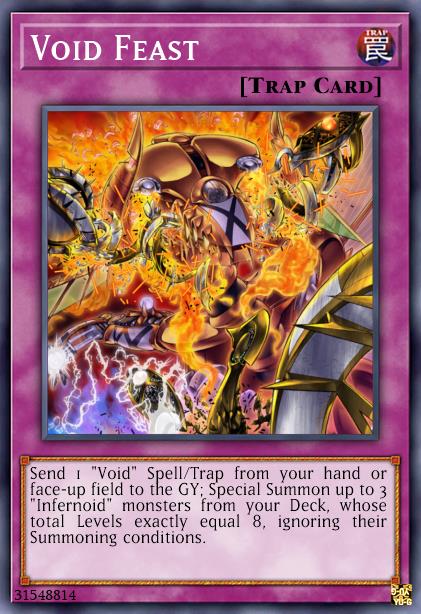 Void Feast
TRAP
罠
[Trap Card]
Send 1 "Void" Spell/Trap from your hand or
face-up field to the GY; Special Summon up to 3
"Infernoid" monsters from your Deck, whose
total Levels exactly equal 8, ignoring their
Summoning conditions.
31548814